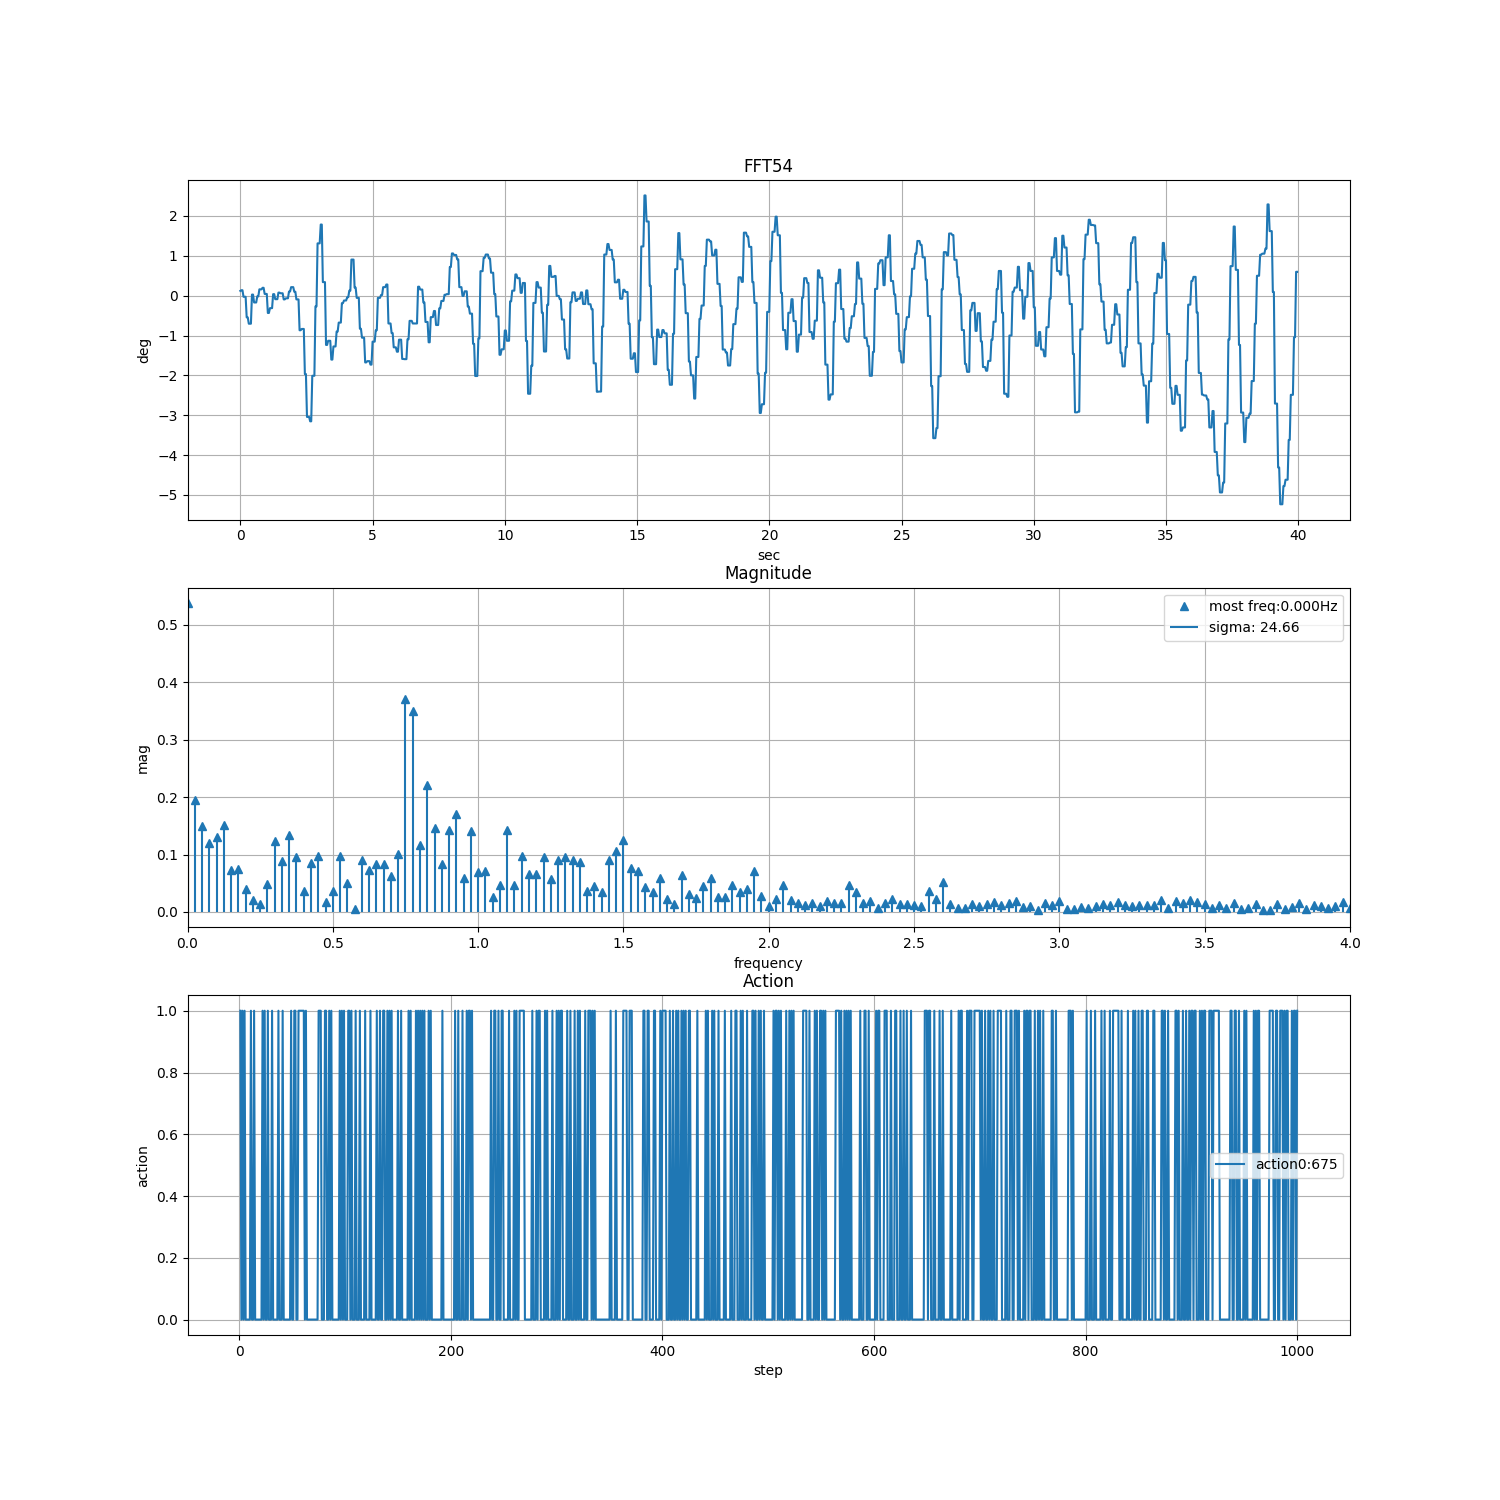 FFT54
2
1
0
−1
−2
−3
−4
−5
deg
0 5 10 15 20 25 30 35 40
sec
Magnitude
0.5
0.4
0.3
0.2
0.1
0.0
mag
most freq:0.000Hz
sigma: 24.66
0.0 0.5 1.0 1.5 2.0 2.5 3.0 3.5 4.0
frequency
Action
1.0
0.8
0.6
0.4
0.2
0.0
action
action0:675
0 200 400 600 800 1000
step